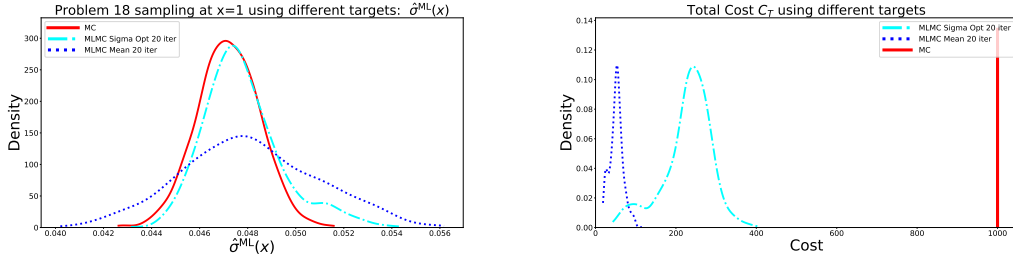 Problem 18 sampling at x=1 using different targets: σ̂ᴹᴸ(x)
MC
MLMC Sigma Opt 20 iter
MLMC Mean 20 iter
Density
300
250
200
150
100
50
0
0.040 0.042 0.044 0.046 0.048 0.050 0.052 0.054 0.056
σ̂ᴹᴸ(x)
Total Cost C_T using different targets
MLMC Sigma Opt 20 iter
MLMC Mean 20 iter
MC
Density
0.14
0.12
0.10
0.08
0.06
0.04
0.02
0.00
0 200 400 600 800 1000
Cost